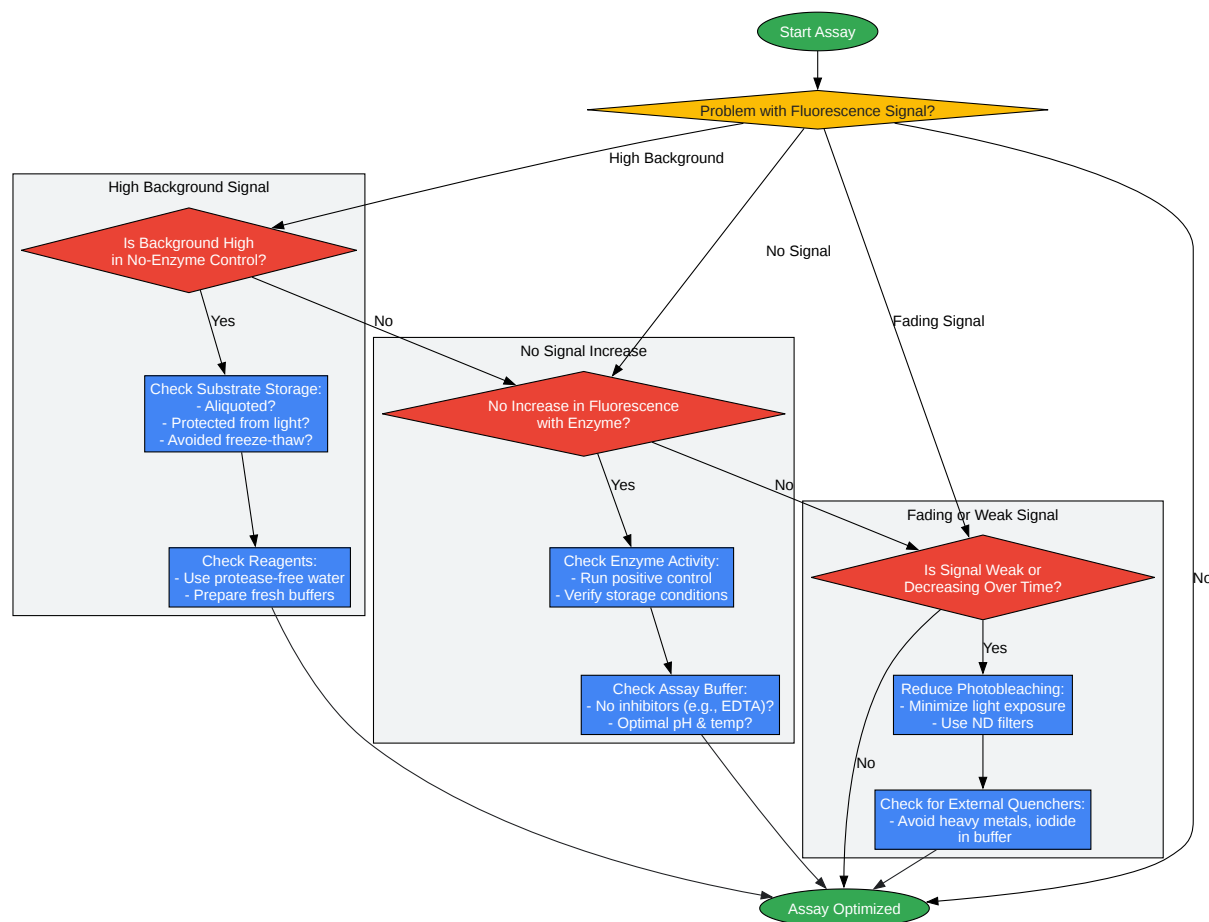 Start Assay
Problem with Fluorescence Signal?
High Background
No Signal
Fading Signal
No
High Background Signal
Is Background High
in No-Enzyme Control?
Yes
No
Check Substrate Storage:
- Aliquoted?
- Protected from light?
- Avoided freeze-thaw?
Check Reagents:
- Use protease-free water
- Prepare fresh buffers
No Signal Increase
No Increase in Fluorescence
with Enzyme?
Yes
No
Check Enzyme Activity:
- Run positive control
- Verify storage conditions
Check Assay Buffer:
- No inhibitors (e.g., EDTA)?
- Optimal pH & temp?
Fading or Weak Signal
Is Signal Weak or
Decreasing Over Time?
Yes
No
Reduce Photobleaching:
- Minimize light exposure
- Use ND filters
Check for External Quenchers:
- Avoid heavy metals, iodide
in buffer
Assay Optimized